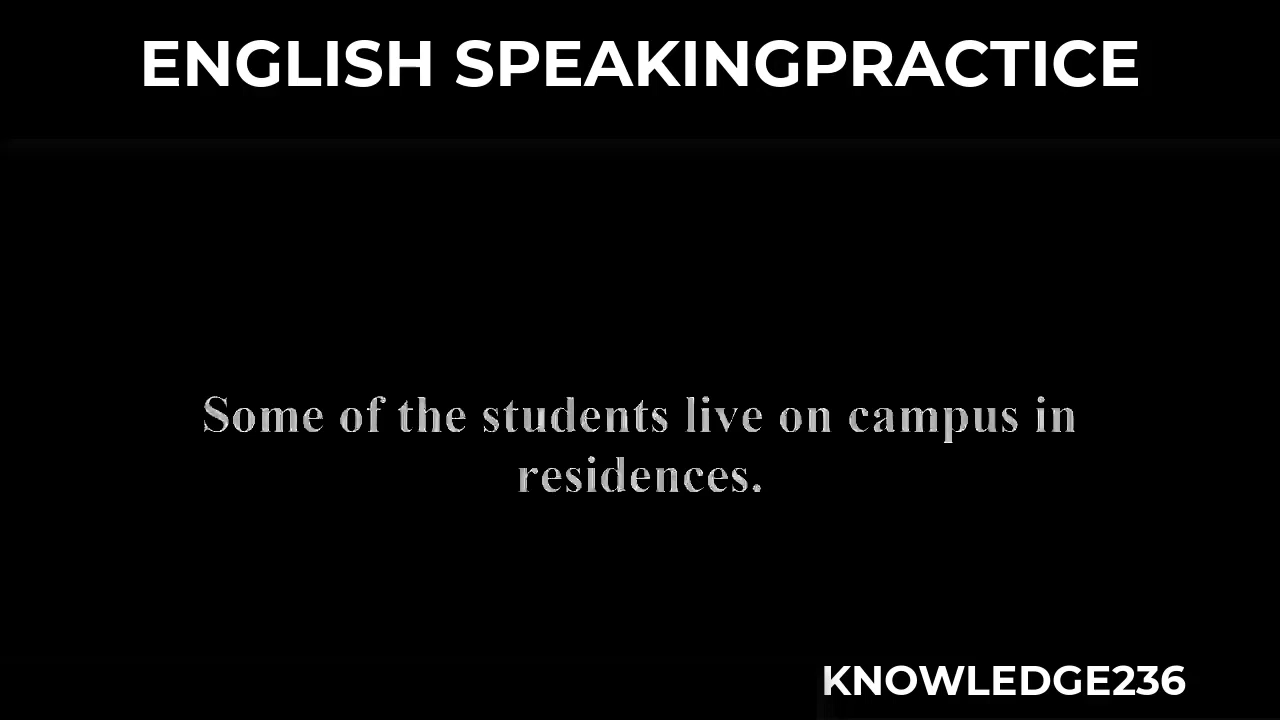 ENGLISH SPEAKINGPRACTICE
Some of the students live on campus in
residences.
KNOWLEDGE236